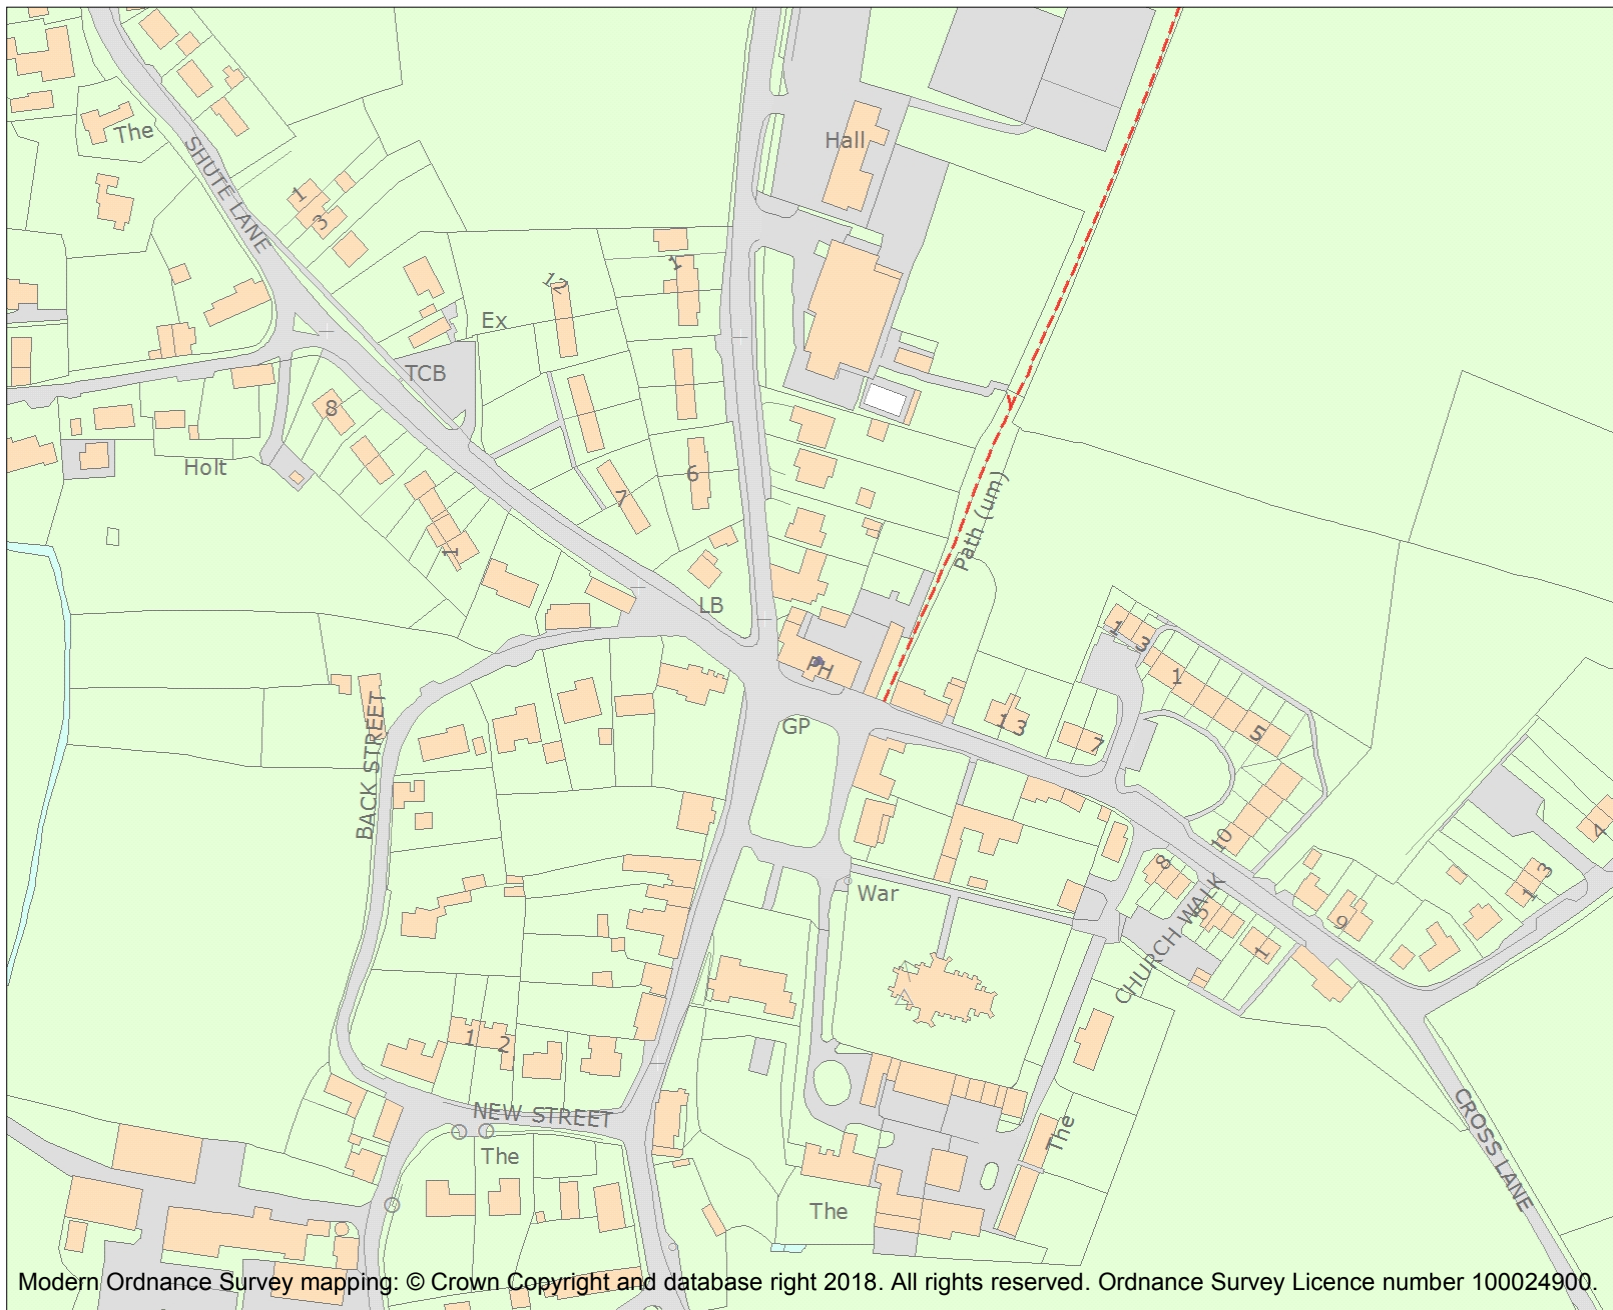 The
SHUTE LANE
Hall
1
3
12
1
Ex
TCB
8
Holt
6
7
1
Path (um)
LB
PH
1
3
1
GP
1 3
7
5
BACK STREET
10
4
8
War
3
1
5
9
1
CHURCH WALK
1
2
NEW STREET
The
The
The
CROSS LANE
Modern Ordnance Survey mapping: © Crown Copyright and database right 2018. All rights reserved. Ordnance Survey Licence number 100024900.